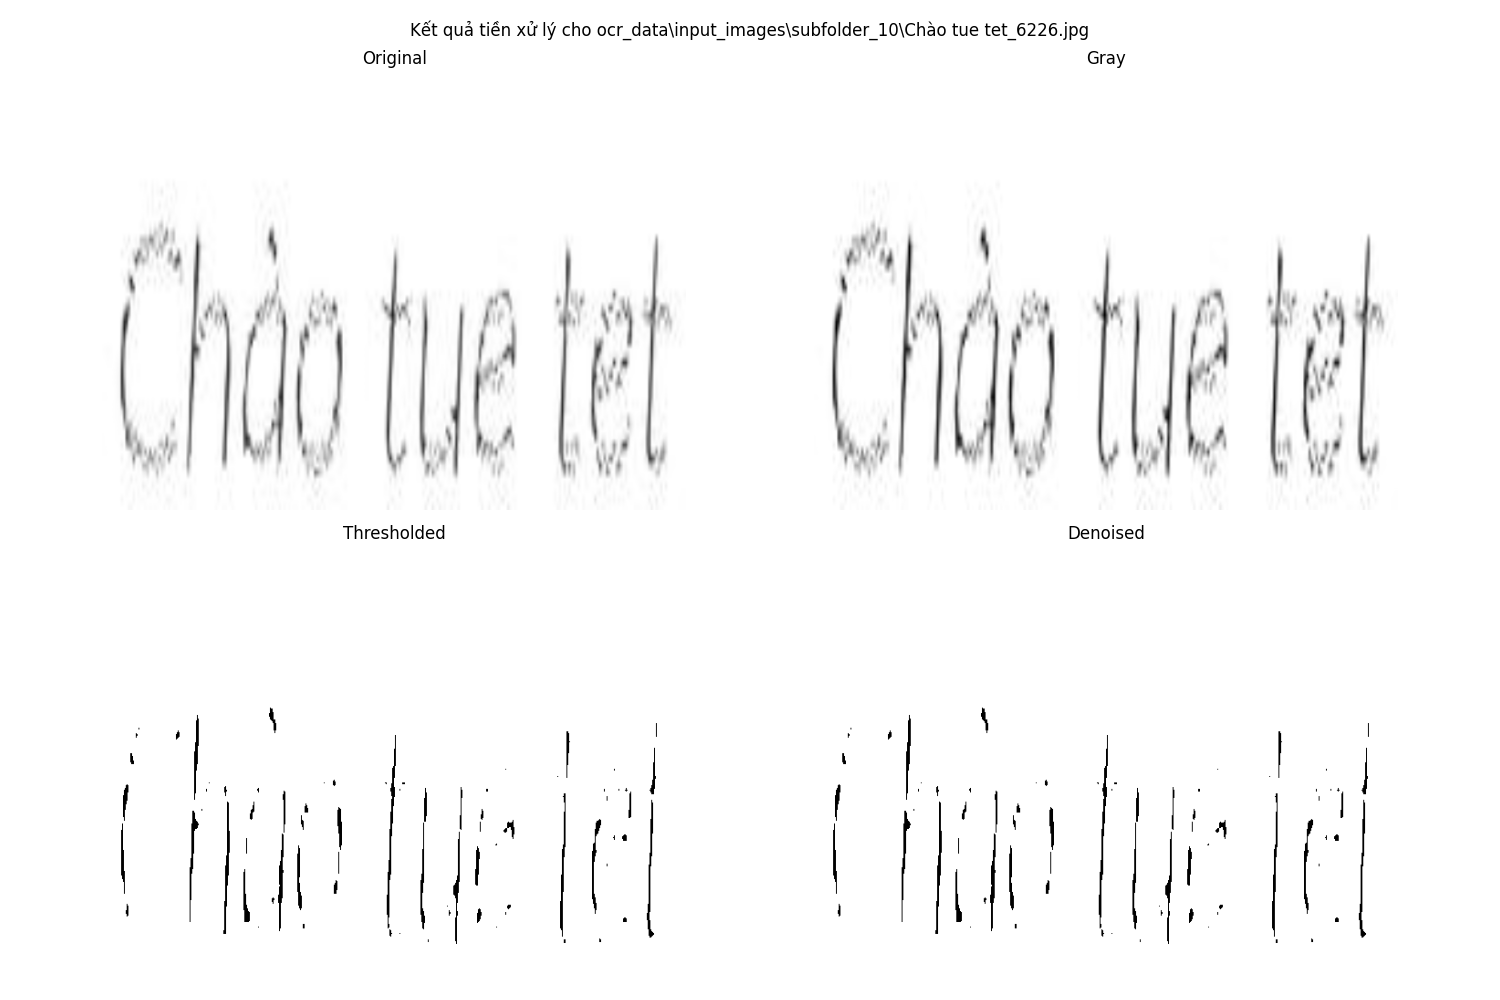 Kết quả tiền xử lý cho ocr_data\input_images\subfolder_10\Chào tue tet_6226.jpg
Original
Gray
Chào tue tet
Chào tue tet
Thresholded
Denoised